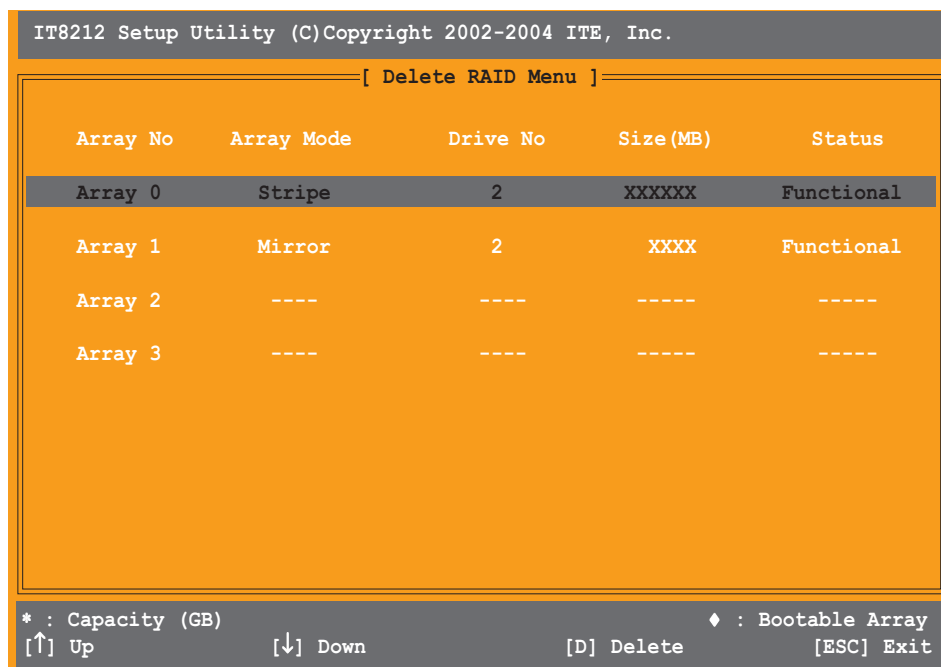 IT8212 Setup Utility (C)Copyright 2002-2004 ITE, Inc.
[ Delete RAID Menu ]
Array No Array Mode Drive No Size(MB) Status
Array 0 Stripe 2 XXXXXX Functional
Array 1 Mirror 2 XXXX Functional
Array 2 ---- ---- ----- -----
Array 3 ---- ---- ----- -----
* : Capacity (GB) ♦ : Bootable Array
[↑] Up [↓] Down [D] Delete [ESC] Exit